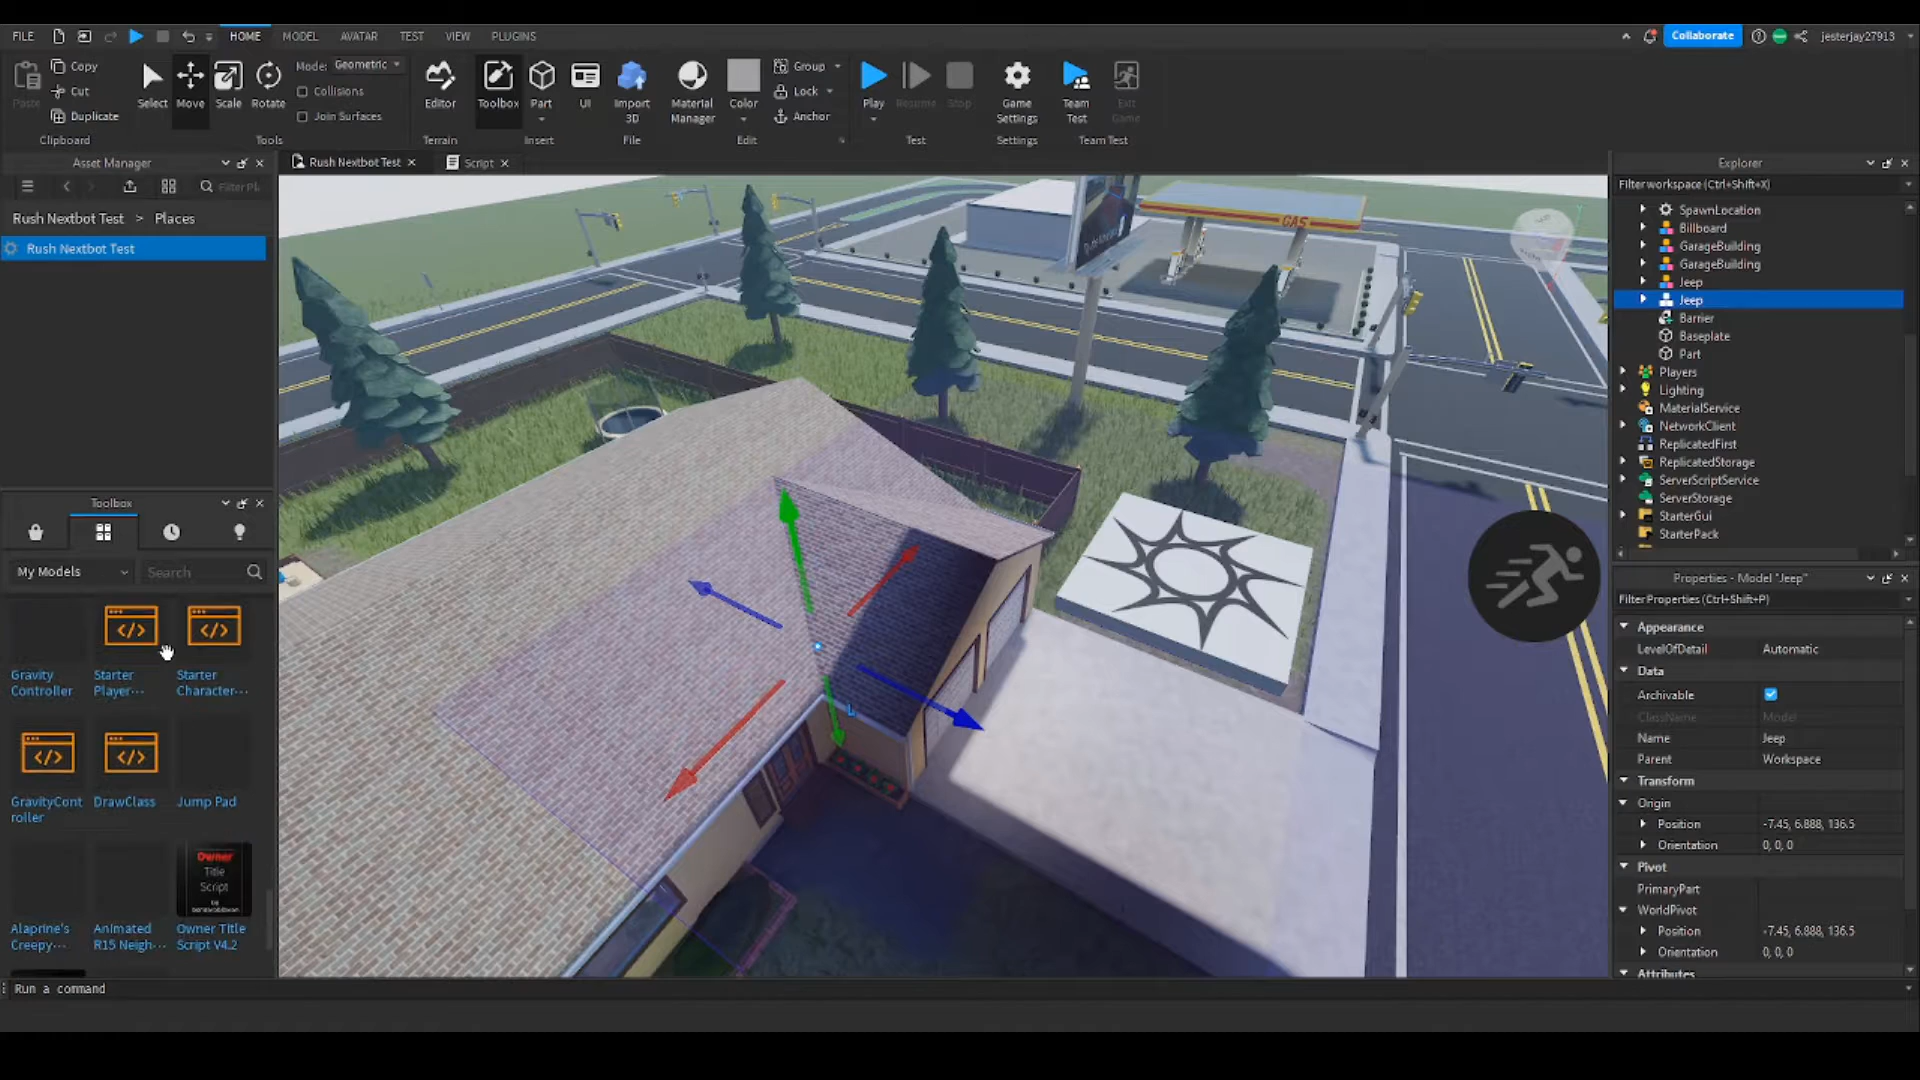 FILE HOME MODEL AVATAR TEST VIEW PLUGINS Collaborate jesterjay27913
Copy Mode: Geometric Group
Cut Collisions Lock
Duplicate Join Surfaces Anchor
Paste Select Move Scale Rotate Editor Toolbox Part UI Import 3D Material Manager Color Play Resume Stop Game Settings Team Test Exit Game
Clipboard Tools Terrain Insert File Edit Test Settings Team Test
Asset Manager
Filter Pl
Rush Nextbot Test > Places
Rush Nextbot Test
Toolbox
My Models Search
Gravity Controller
Starter Player...
Starter Character...
GravityCont roller
DrawClass
Jump Pad
Owner
Title
Script
Alaprine's Creepy...
Animated R15 Neigh...
Owner Title Script V4.2
Run a command
Rush Nextbot Test Script
GAS
Explorer
Filter workspace (Ctrl+Shift+X)
SpawnLocation
Billboard
GarageBuilding
GarageBuilding
Jeep
Jeep
Barrier
Baseplate
Part
Players
Lighting
MaterialService
NetworkClient
ReplicatedFirst
ReplicatedStorage
ServerScriptService
ServerStorage
StarterGui
StarterPack
Properties - Model "Jeep"
Filter Properties (Ctrl+Shift+P)
Appearance
LevelOfDetail Automatic
Data
Archivable
ClassName Model
Name Jeep
Parent Workspace
Transform
Origin
Position -7.45, 6.888, 136.5
Orientation 0, 0, 0
Pivot
PrimaryPart
WorldPivot
Position -7.45, 6.888, 136.5
Orientation 0, 0, 0
Attributes